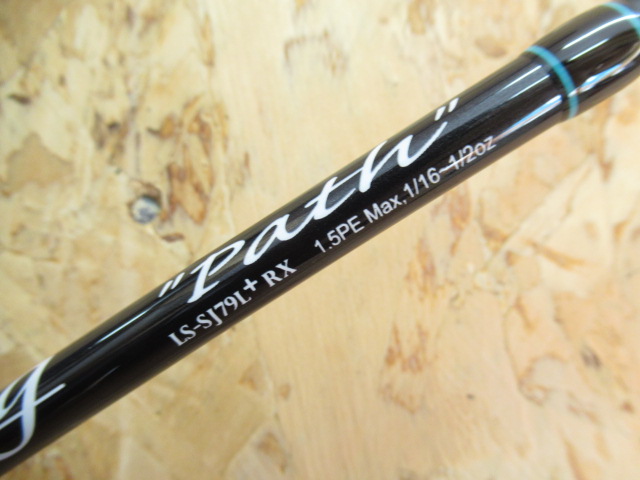 "Path"
LS-SJ79L+ RX 1.5PE Max,1/16~1/2oz